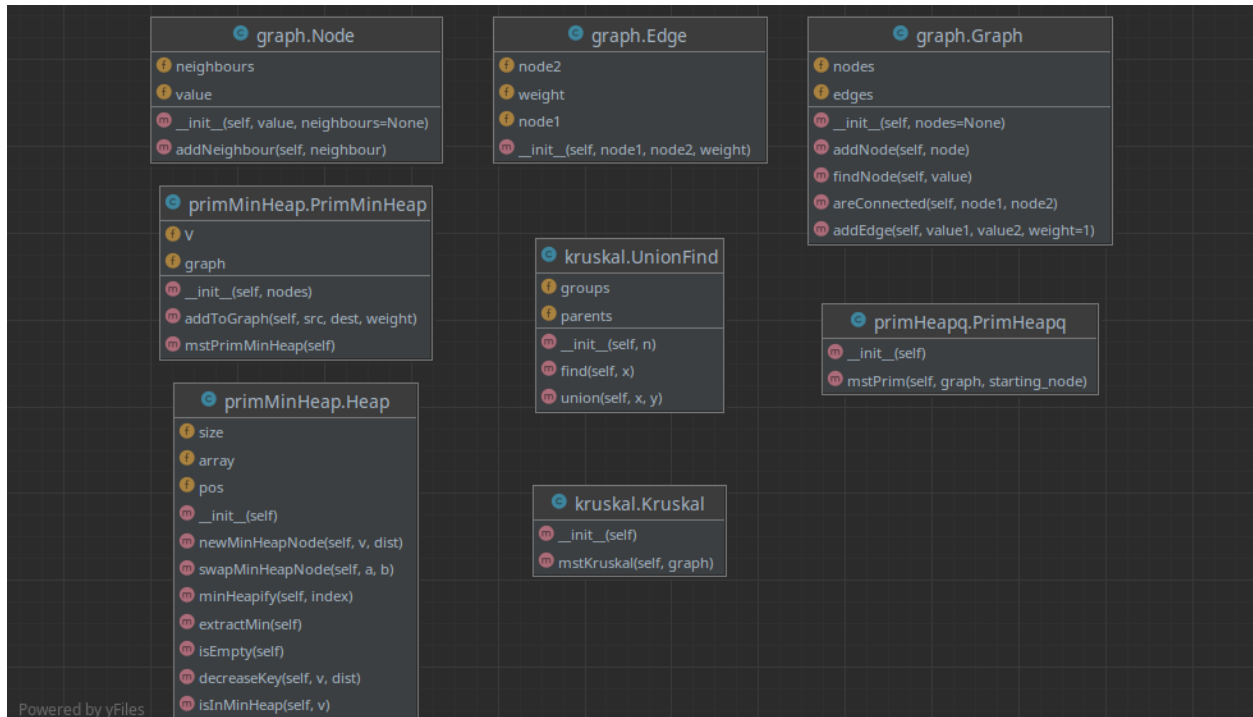 graph.Node
neighbours
value
__init__(self, value, neighbours=None)
addNeighbour(self, neighbour)
graph.Edge
node2
weight
node1
__init__(self, node1, node2, weight)
graph.Graph
nodes
edges
__init__(self, nodes=None)
addNode(self, node)
findNode(self, value)
areConnected(self, node1, node2)
addEdge(self, value1, value2, weight=1)
primMinHeap.PrimMinHeap
V
graph
__init__(self, nodes)
addToGraph(self, src, dest, weight)
mstPrimMinHeap(self)
kruskal.UnionFind
groups
parents
__init__(self, n)
find(self, x)
union(self, x, y)
primHeapq.PrimHeapq
__init__(self)
mstPrim(self, graph, starting_node)
primMinHeap.Heap
size
array
pos
__init__(self)
newMinHeapNode(self, v, dist)
swapMinHeapNode(self, a, b)
minHeapify(self, index)
extractMin(self)
isEmpty(self)
decreaseKey(self, v, dist)
isInMinHeap(self, v)
kruskal.Kruskal
__init__(self)
mstKruskal(self, graph)
Powered by yFiles